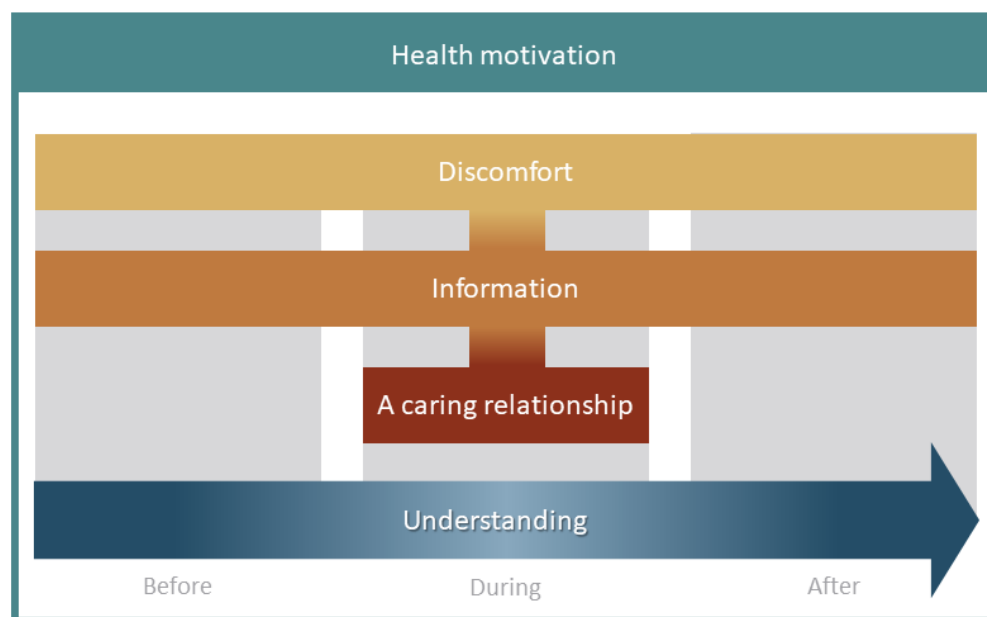 Health motivation
Discomfort
Information
A caring relationship
Understanding
Before
During
After